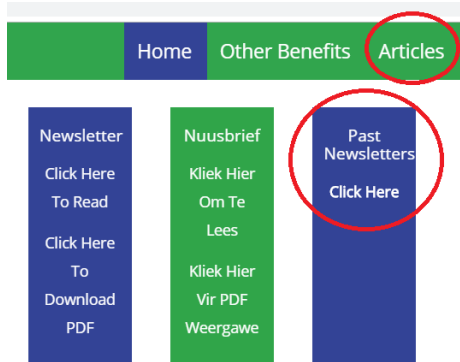 Home Other Benefits Articles
Newsletter
Click Here
To Read
Click Here
To
Download
PDF
Nuusbrief
Kliek Hier
Om Te
Lees
Kliek Hier
Vir PDF
Weergawe
Past
Newsletters
Click Here